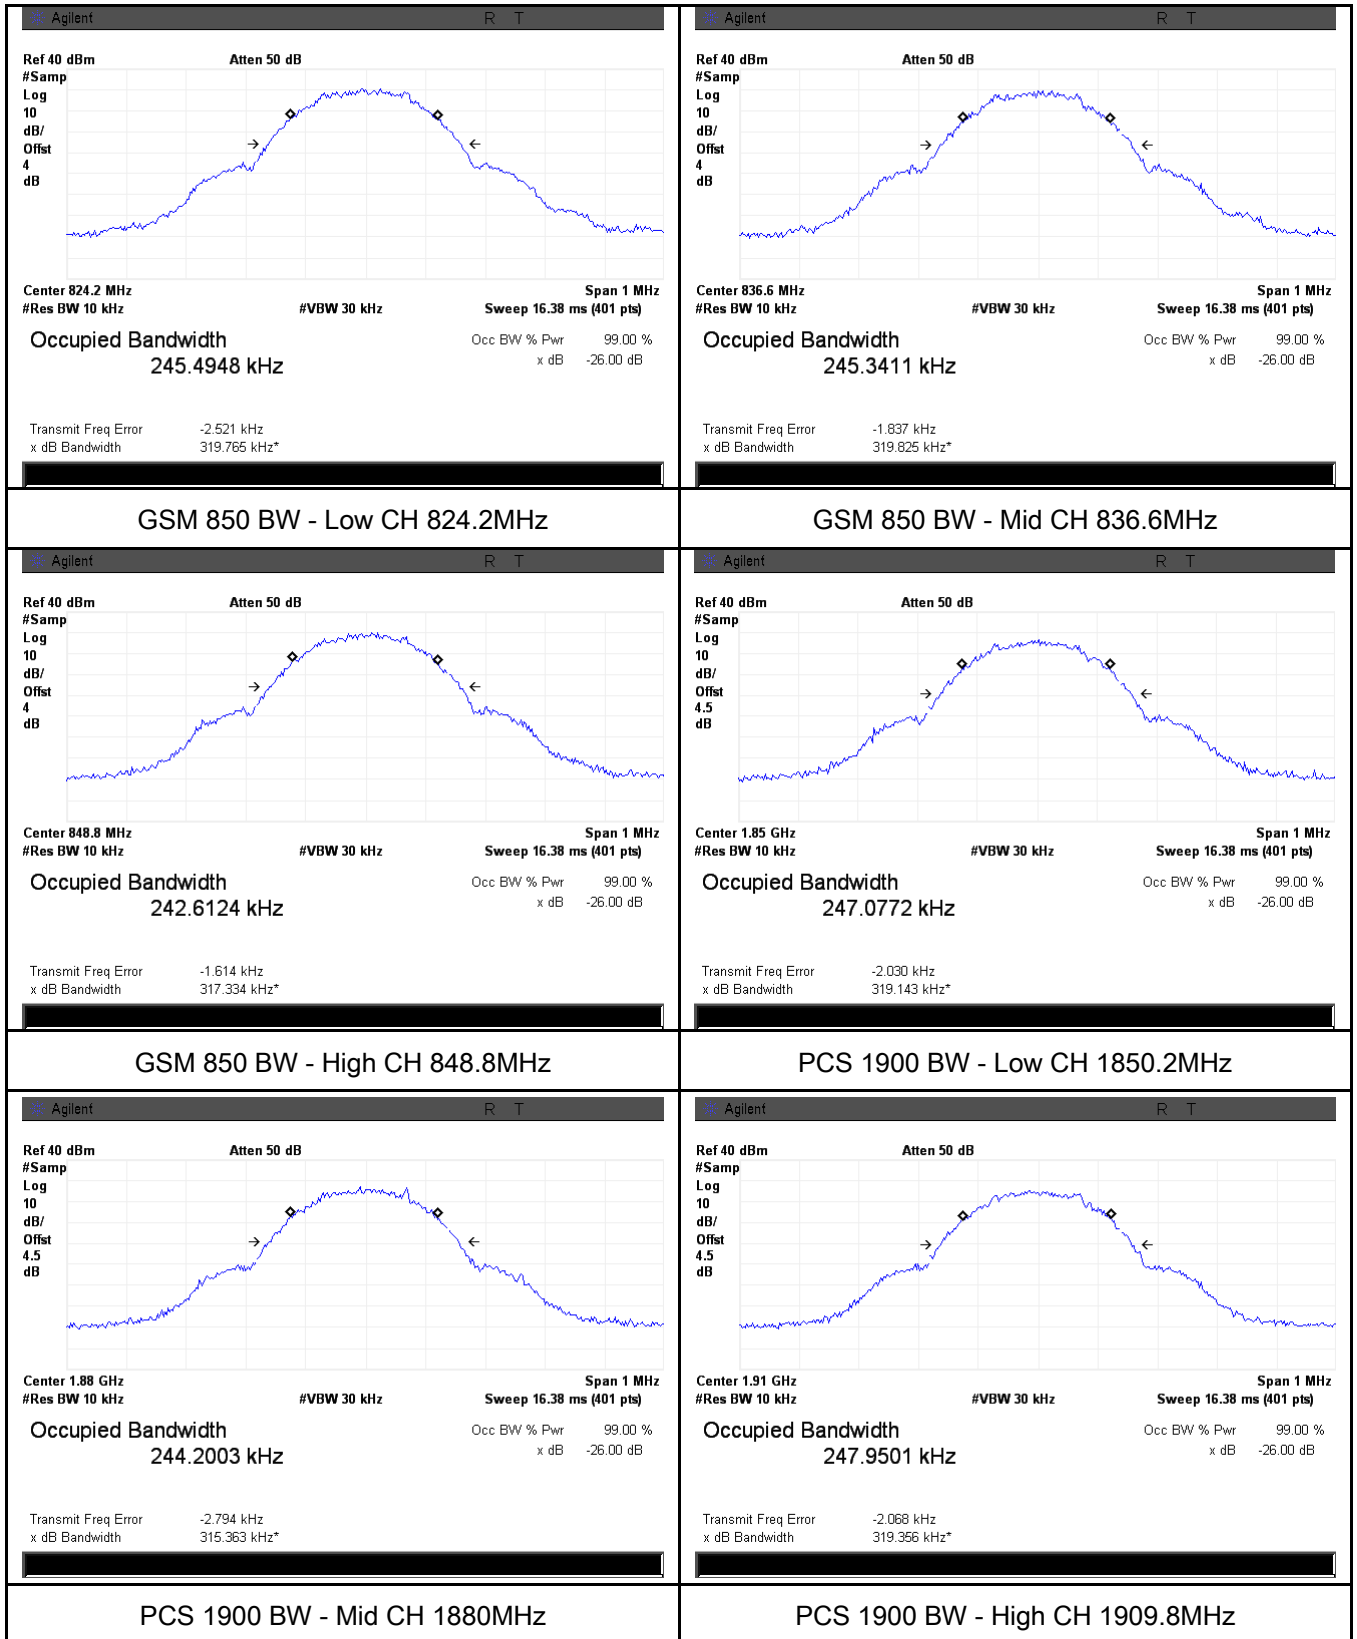 Agilent R T
Ref 40 dBm Atten 50 dB
#Samp
Log
10
dB/
Offst
4
dB
Center 824.2 MHz Span 1 MHz
#Res BW 10 kHz #VBW 30 kHz Sweep 16.38 ms (401 pts)
Occupied Bandwidth Occ BW % Pwr 99.00 %
245.4948 kHz x dB -26.00 dB
Transmit Freq Error -2.521 kHz
x dB Bandwidth 319.765 kHz*
GSM 850 BW - Low CH 824.2MHz
Agilent R T
Ref 40 dBm Atten 50 dB
#Samp
Log
10
dB/
Offst
4
dB
Center 836.6 MHz Span 1 MHz
#Res BW 10 kHz #VBW 30 kHz Sweep 16.38 ms (401 pts)
Occupied Bandwidth Occ BW % Pwr 99.00 %
245.3411 kHz x dB -26.00 dB
Transmit Freq Error -1.837 kHz
x dB Bandwidth 319.825 kHz*
GSM 850 BW - Mid CH 836.6MHz
Agilent R T
Ref 40 dBm Atten 50 dB
#Samp
Log
10
dB/
Offst
4
dB
Center 848.8 MHz Span 1 MHz
#Res BW 10 kHz #VBW 30 kHz Sweep 16.38 ms (401 pts)
Occupied Bandwidth Occ BW % Pwr 99.00 %
242.6124 kHz x dB -26.00 dB
Transmit Freq Error -1.614 kHz
x dB Bandwidth 317.334 kHz*
GSM 850 BW - High CH 848.8MHz
Agilent R T
Ref 40 dBm Atten 50 dB
#Samp
Log
10
dB/
Offst
4.5
dB
Center 1.85 GHz Span 1 MHz
#Res BW 10 kHz #VBW 30 kHz Sweep 16.38 ms (401 pts)
Occupied Bandwidth Occ BW % Pwr 99.00 %
247.0772 kHz x dB -26.00 dB
Transmit Freq Error -2.030 kHz
x dB Bandwidth 319.143 kHz*
PCS 1900 BW - Low CH 1850.2MHz
Agilent R T
Ref 40 dBm Atten 50 dB
#Samp
Log
10
dB/
Offst
4.5
dB
Center 1.88 GHz Span 1 MHz
#Res BW 10 kHz #VBW 30 kHz Sweep 16.38 ms (401 pts)
Occupied Bandwidth Occ BW % Pwr 99.00 %
244.2003 kHz x dB -26.00 dB
Transmit Freq Error -2.794 kHz
x dB Bandwidth 315.363 kHz*
PCS 1900 BW - Mid CH 1880MHz
Agilent R T
Ref 40 dBm Atten 50 dB
#Samp
Log
10
dB/
Offst
4.5
dB
Center 1.91 GHz Span 1 MHz
#Res BW 10 kHz #VBW 30 kHz Sweep 16.38 ms (401 pts)
Occupied Bandwidth Occ BW % Pwr 99.00 %
247.9501 kHz x dB -26.00 dB
Transmit Freq Error -2.068 kHz
x dB Bandwidth 319.356 kHz*
PCS 1900 BW - High CH 1909.8MHz